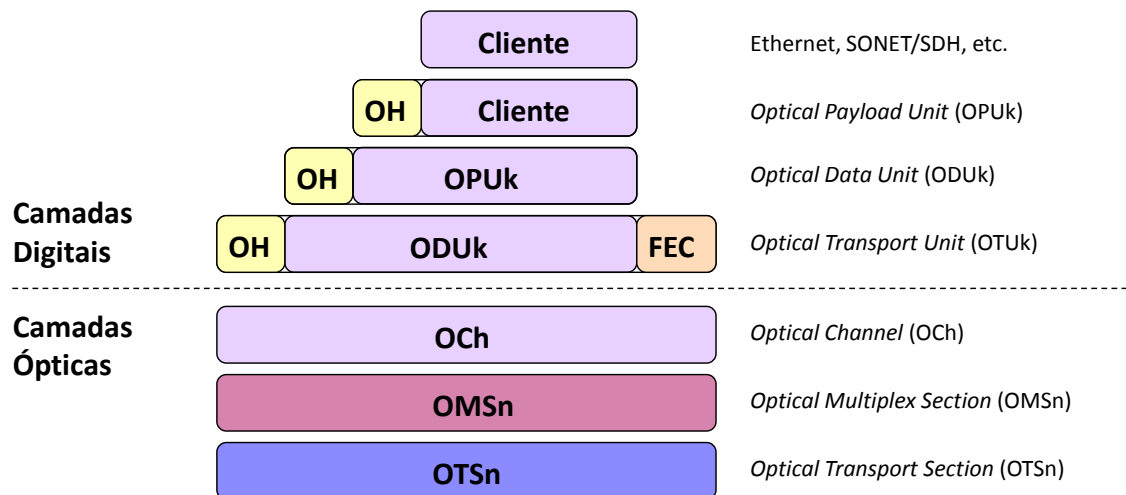 Cliente
Ethernet, SONET/SDH, etc.
OH
Cliente
Optical Payload Unit (OPUk)
OH
OPUk
Optical Data Unit (ODUk)
Camadas
Digitais
OH
ODUk
FEC
Optical Transport Unit (OTUk)
Camadas
Ópticas
OCh
Optical Channel (OCh)
OMSn
Optical Multiplex Section (OMSn)
OTSn
Optical Transport Section (OTSn)